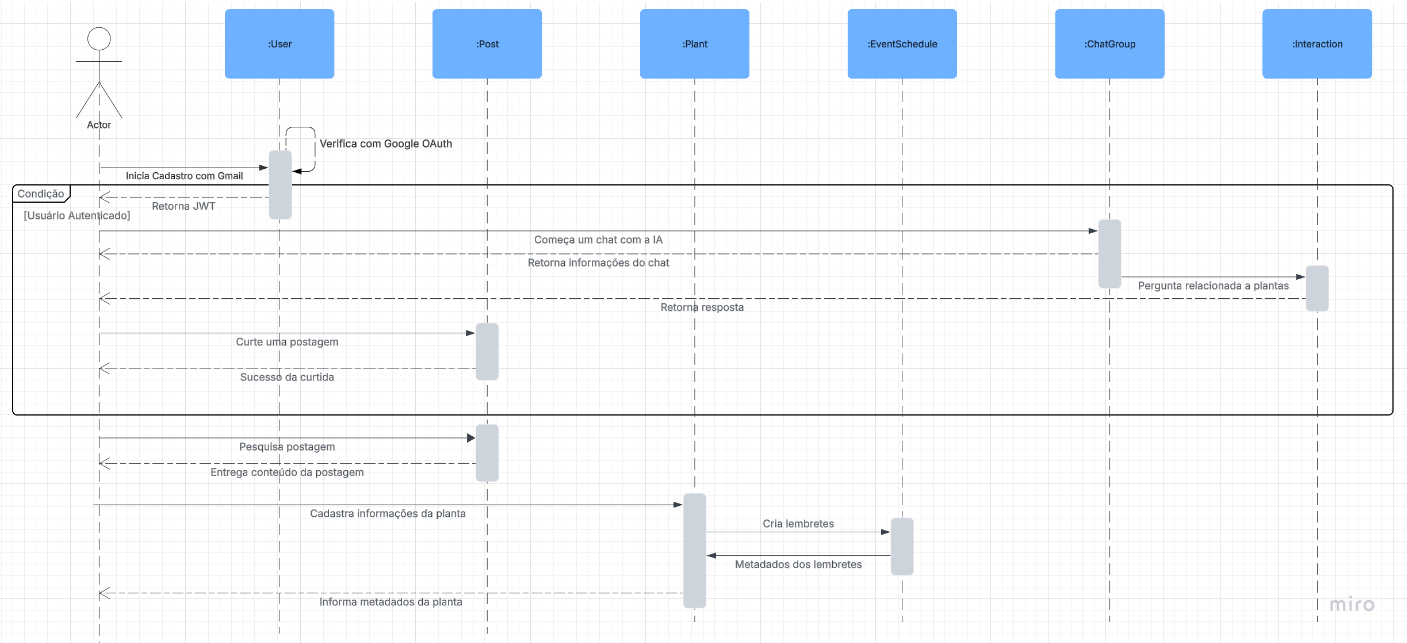 :User
:Post
:Plant
:EventSchedule
:ChatGroup
:Interaction
Actor
Verifica com Google OAuth
Inicia Cadastro com Gmail
Condição
Retorna JWT
[Usuário Autenticado]
Começa um chat com a IA
Retorna informações do chat
Pergunta relacionada a plantas
Retorna resposta
Curte uma postagem
Sucesso da curtida
Pesquisa postagem
Entrega conteúdo da postagem
Cadastra informações da planta
Cria lembretes
Metadados dos lembretes
Informa metadados da planta
miro